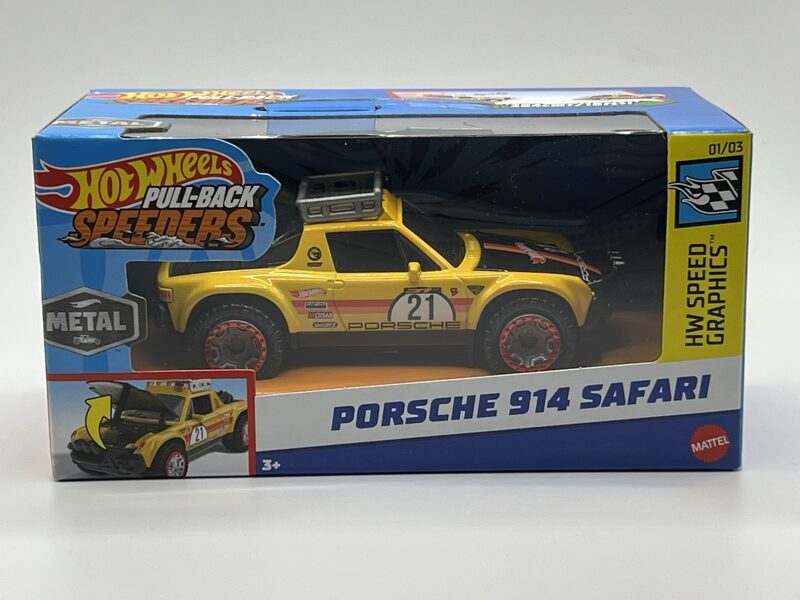 HOT WHEELS
PULL-BACK
SPEEDERS
METAL
01/03
HW SPEED
GRAPHICS™
21
PORSCHE
21
3+
PORSCHE 914 SAFARI
MATTEL